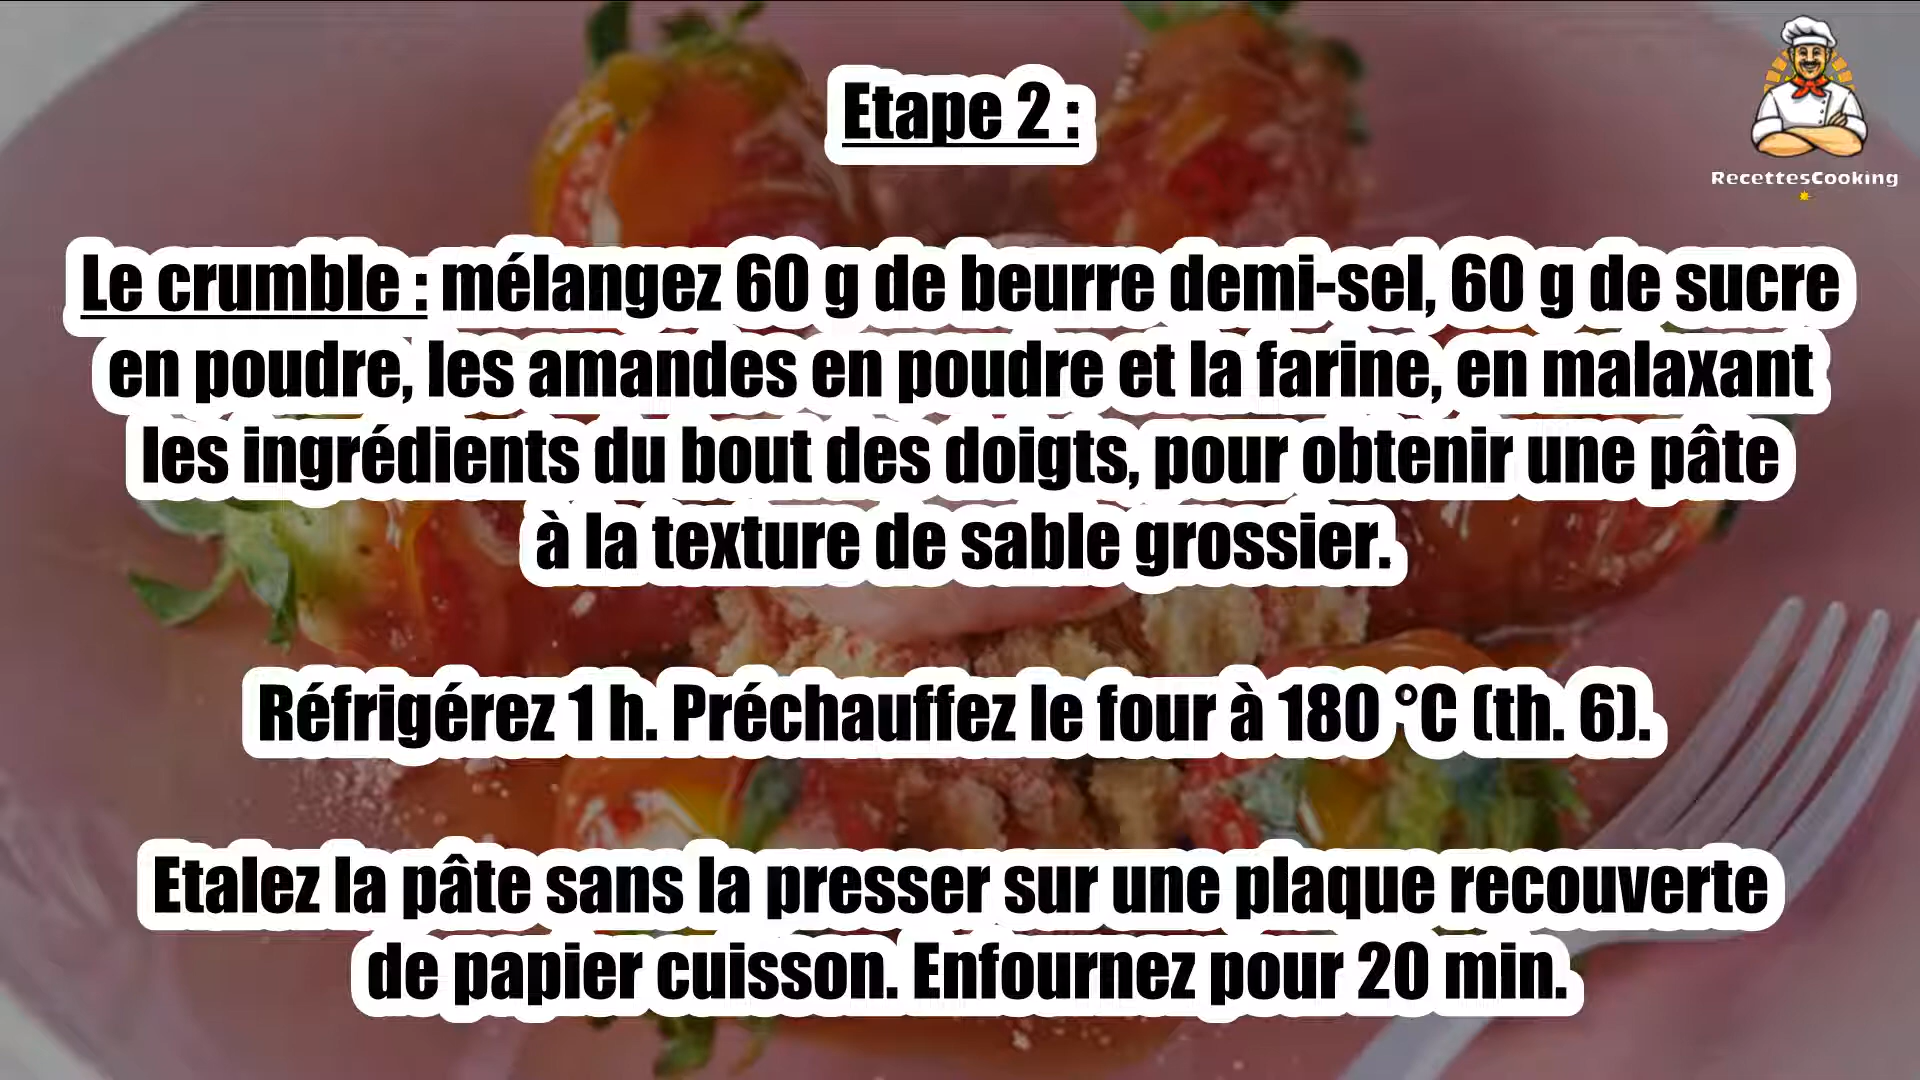 RecettesCooking
Etape 2 :
Le crumble : mélangez 60 g de beurre demi-sel, 60 g de sucre
en poudre, les amandes en poudre et la farine, en malaxant
les ingrédients du bout des doigts, pour obtenir une pâte
à la texture de sable grossier.
Réfrigérez 1 h. Préchauffez le four à 180 °C (th. 6).
Etalez la pâte sans la presser sur une plaque recouverte
de papier cuisson. Enfournez pour 20 min.